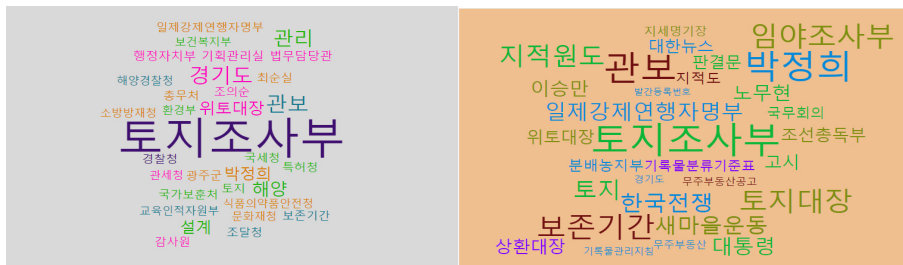 일제강제연행자명부
보건복지부 관리
행정자치부 기획관리실 법무담당관
해양경찰청 경기도 최순실
총무처 조의순
소방방재청 환경부 위토대장 관보
토지조사부
경찰청 국세청
관세청 광주군 박정희 특허청
국가보훈처 토지 해양
식품의약품안전청
교육인적자원부 문화재청 보존기간
설계 조달청
감사원
지세명기장
대한뉴스 임야조사부
지적원도 관보 판결문 박정희
지적도
이승만 발간등록번호 노무현
일제강제연행자명부 국무회의
위토대장 토지조사부 조선총독부
분배농지부 기록물분류기준표 고시
경기도 무주부동산공고
토지 한국전쟁 토지대장
보존기간 새마을운동
상환대장 기록물관리지침 무주부동산 대통령